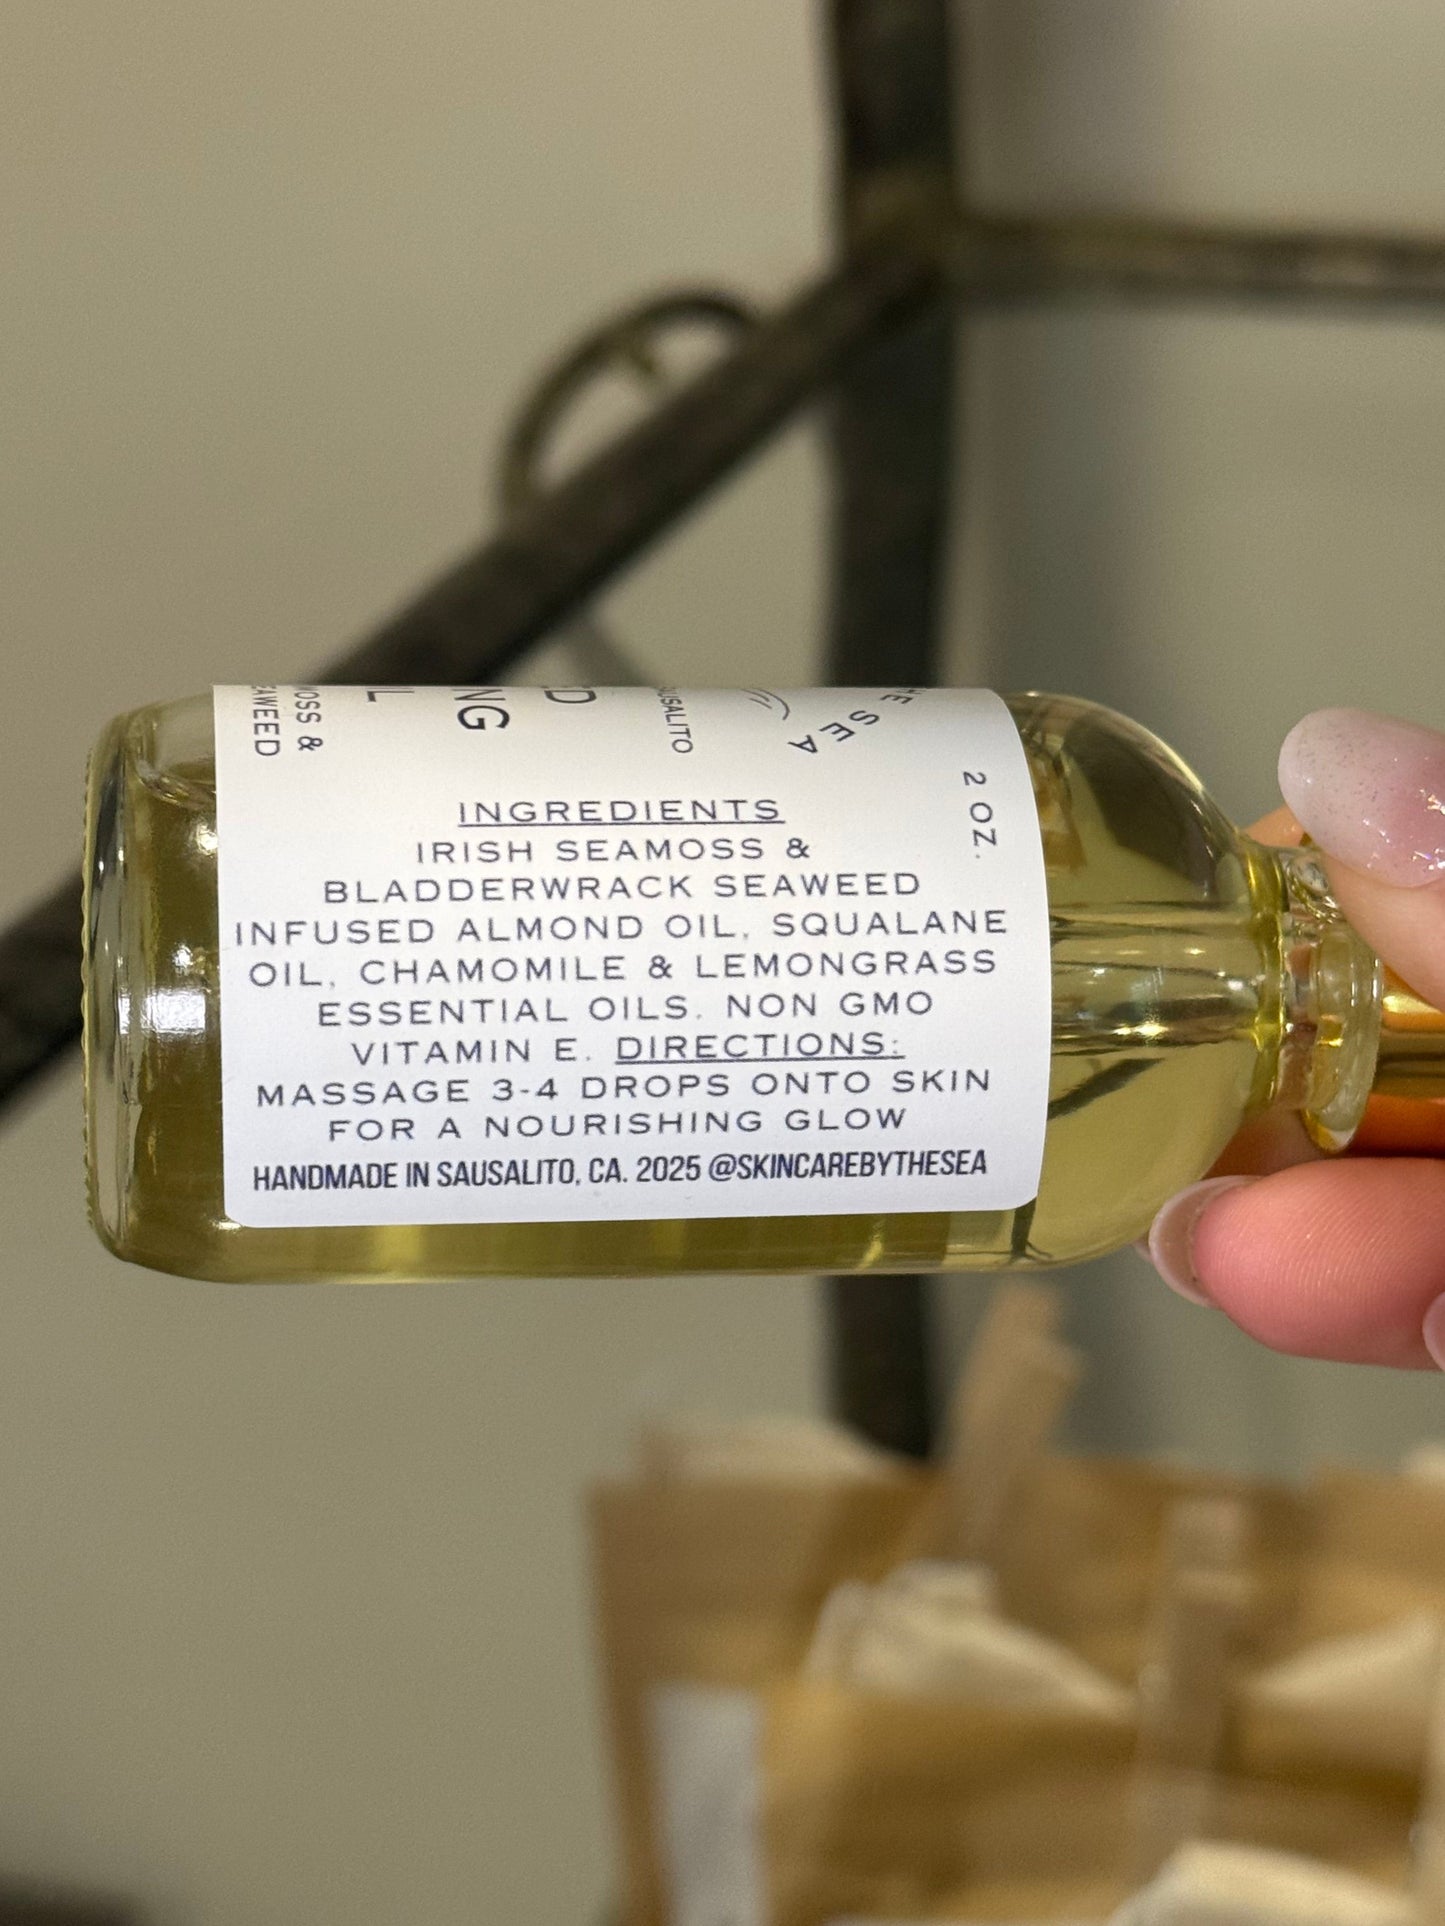 INGREDIENTS
IRISH SEAMOSS &
BLADDERWRACK SEAWEED
INFUSED ALMOND OIL, SQUALANE
OIL, CHAMOMILE & LEMONGRASS
ESSENTIAL OILS. NON GMO
VITAMIN E. DIRECTIONS:
MASSAGE 3-4 DROPS ONTO SKIN
FOR A NOURISHING GLOW
HANDMADE IN SAUSALITO, CA. 2025 @SKINCAREBYTHESEA
SEA
2 OZ.